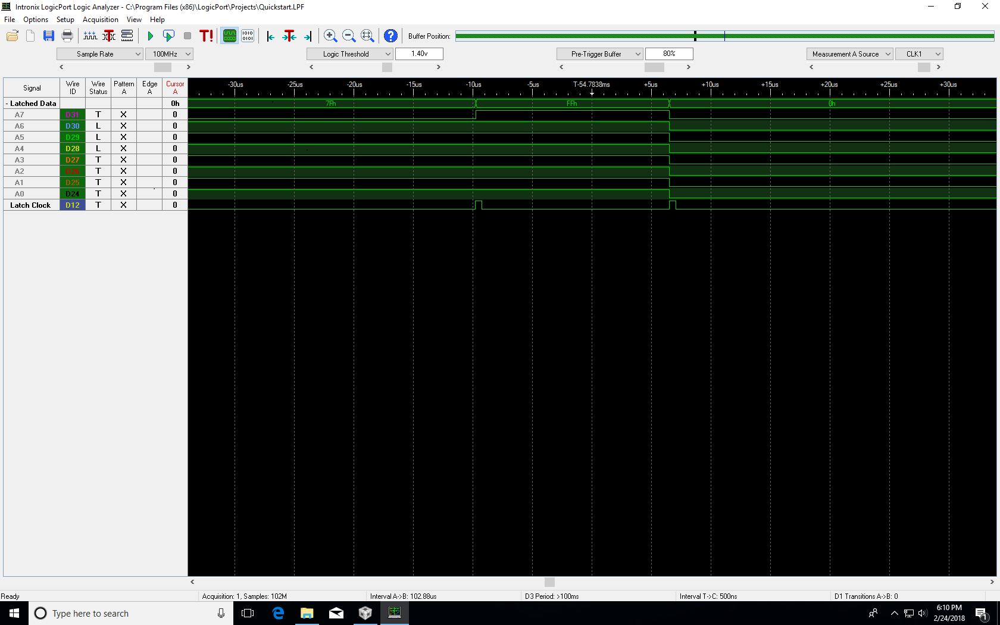 Intronix LogicPort Logic Analyzer - C:\Program Files (x86)\LogicPort\Projects\Quickstart.LPF
File Options Setup Acquisition View Help
T! 1010 0101 ? Buffer Position:
Sample Rate 100MHz Logic Threshold 1.40v Pre-Trigger Buffer 80% Measurement A Source CLK1
Signal Wire ID Wire Status Pattern A Edge A Cursor A -30us -25us -20us -15us -10us -5us T-54.7838ms +5us +10us +15us +20us +25us +30us
- Latched Data 0h 7Fh FFh 0h
A7 D31 T X 0
A6 D30 L X 0
A5 D29 L X 0
A4 D28 L X 0
A3 D27 T X 0
A2 D26 T X 0
A1 D25 T X 0
A0 D24 T X 0
Latch Clock D12 T X 0
Ready Acquisition: 1, Samples: 102M Interval A->B: 102.88us D3 Period: >100ms Interval T->C: 500ns D1 Transitions A->B: 0
Type here to search 6:10 PM
2/24/2018 1